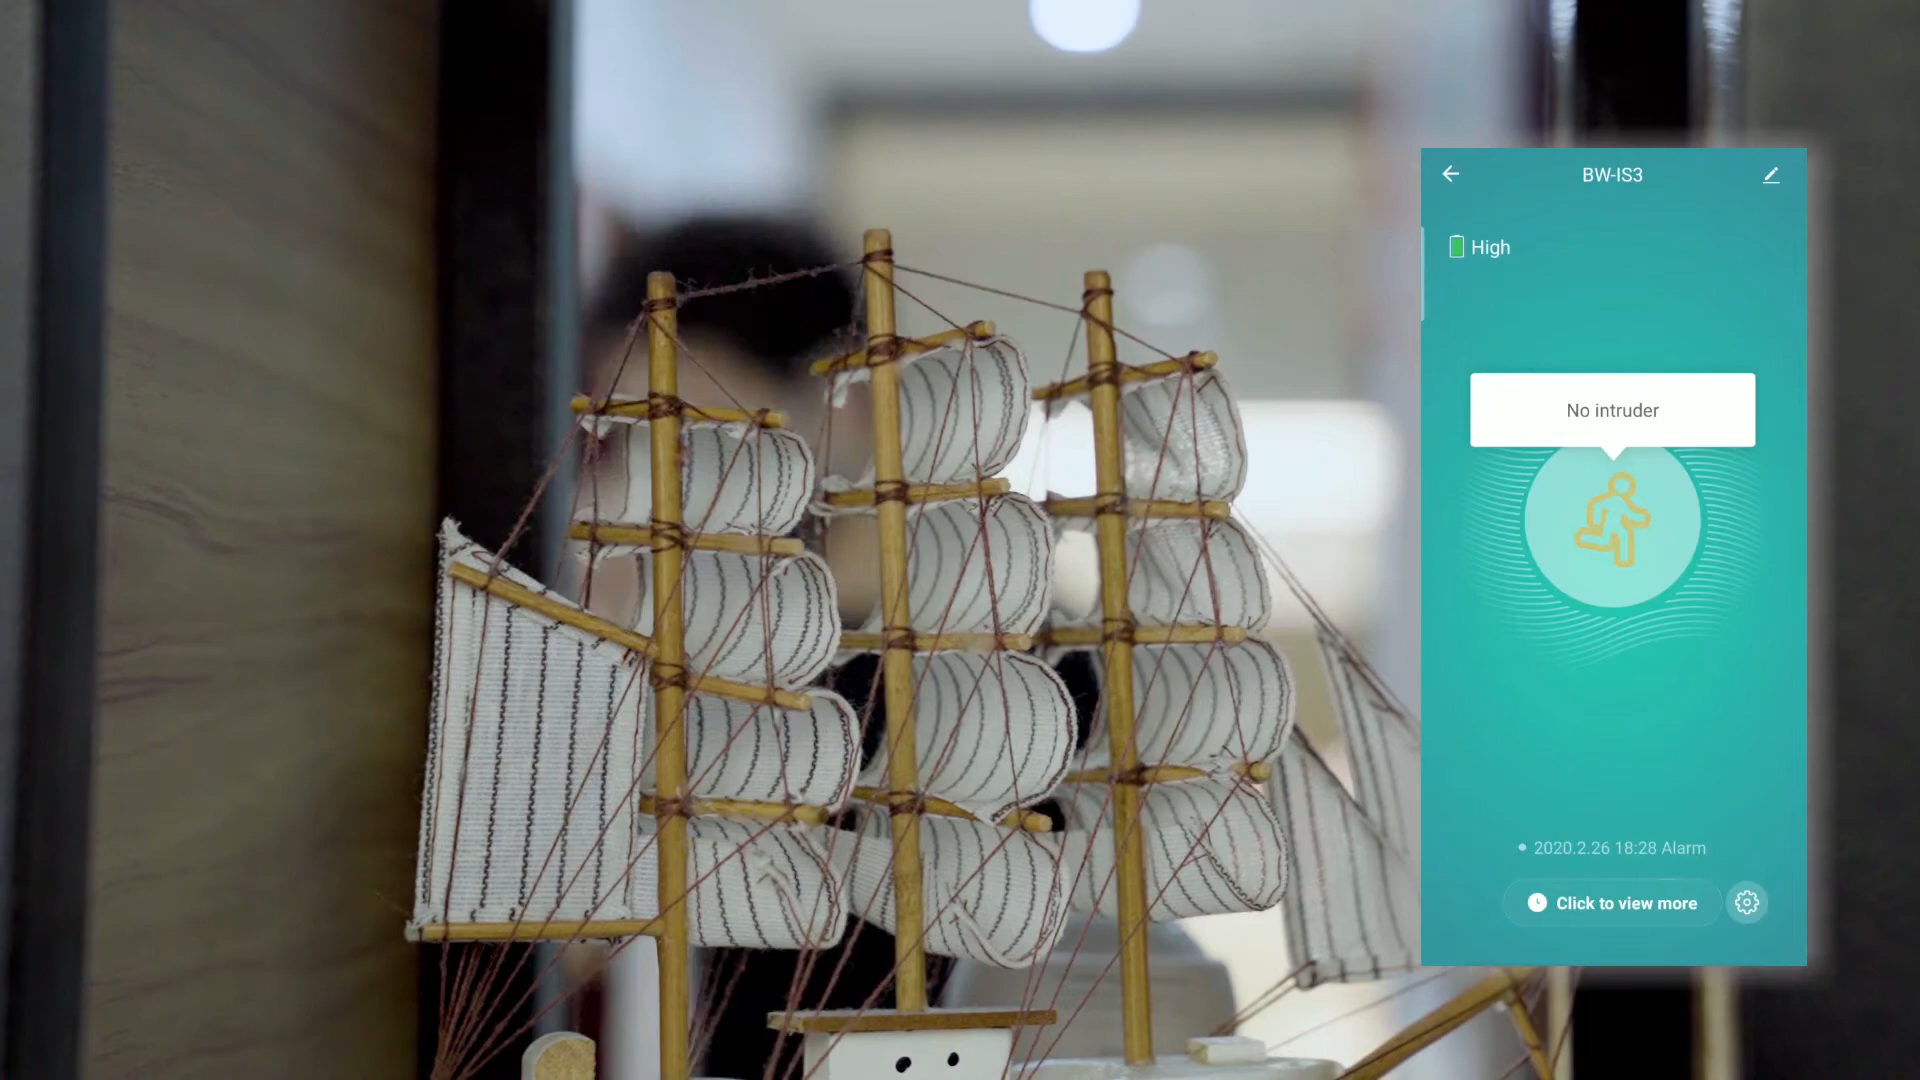 BW-IS3
High
No intruder
2020.2.26 18:28 Alarm
Click to view more